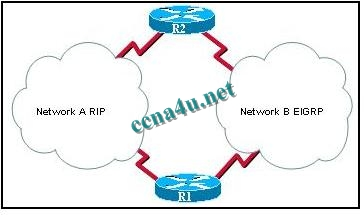 R2
Network A RIP
ccna4u.net
Network B EIGRP
R1